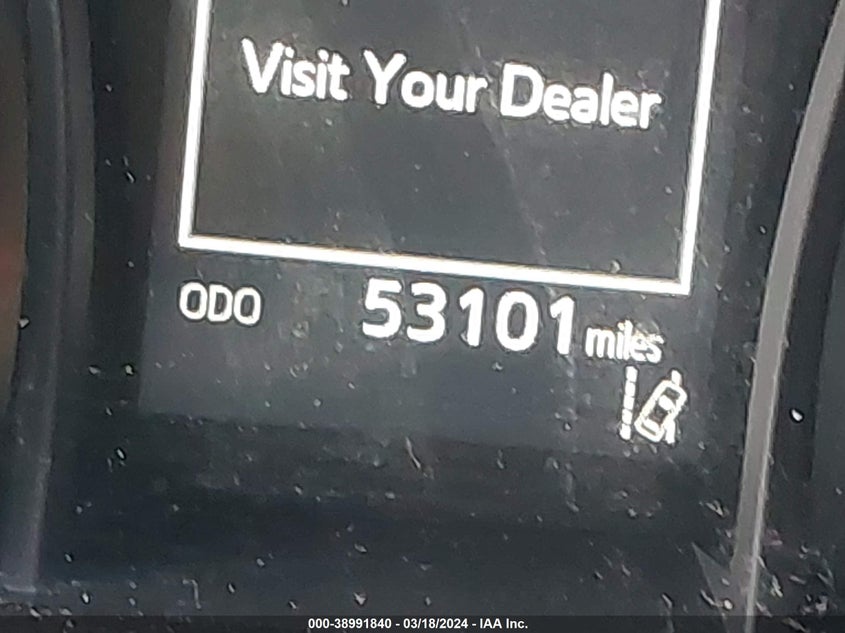 Visit Your Dealer
ODO 53101 miles
000-38991840 - 03/18/2024 - IAA Inc.